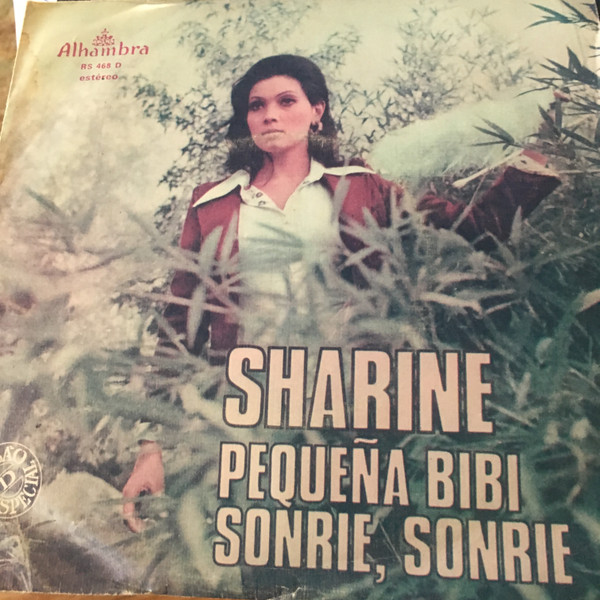 Alhambra
RS 468 D
estéreo
SHARINE
PEQUEÑA BIBI
SONRIE, SONRIE
D